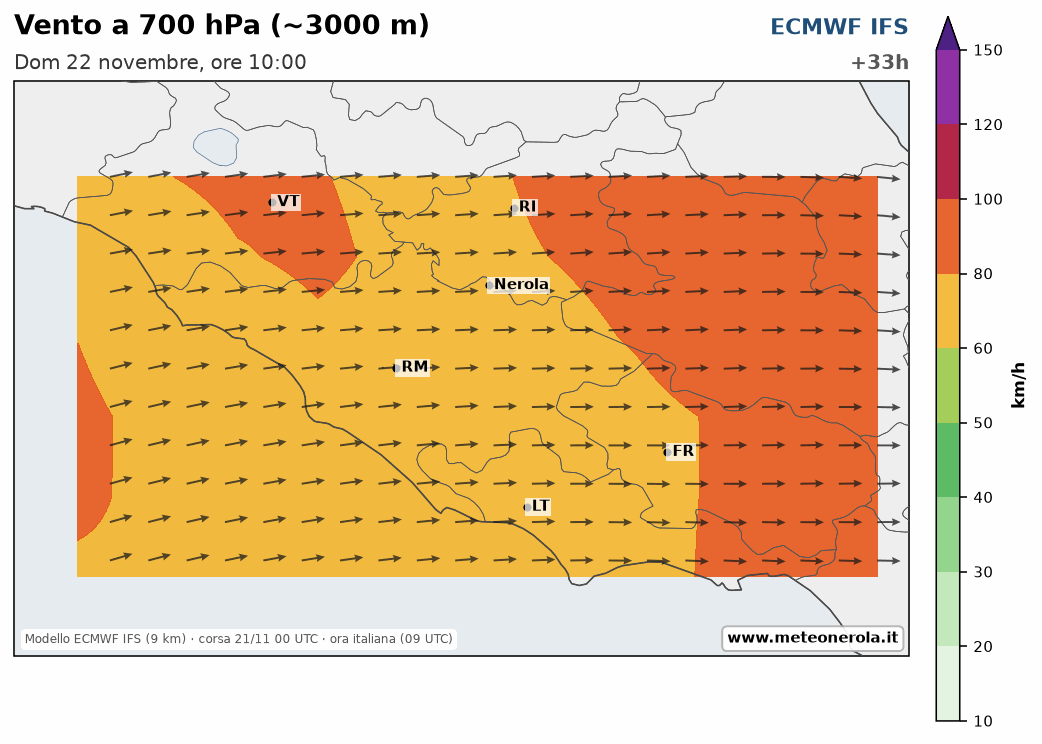 Vento a 700 hPa (~3000 m)
ECMWF IFS
Dom 22 novembre, ore 10:00
+33h
VT
RI
Nerola
RM
FR
LT
Modello ECMWF IFS (9 km) · corsa 21/11 00 UTC · ora italiana (09 UTC)
www.meteonerola.it
150
120
100
80
60
50
40
30
20
10
km/h